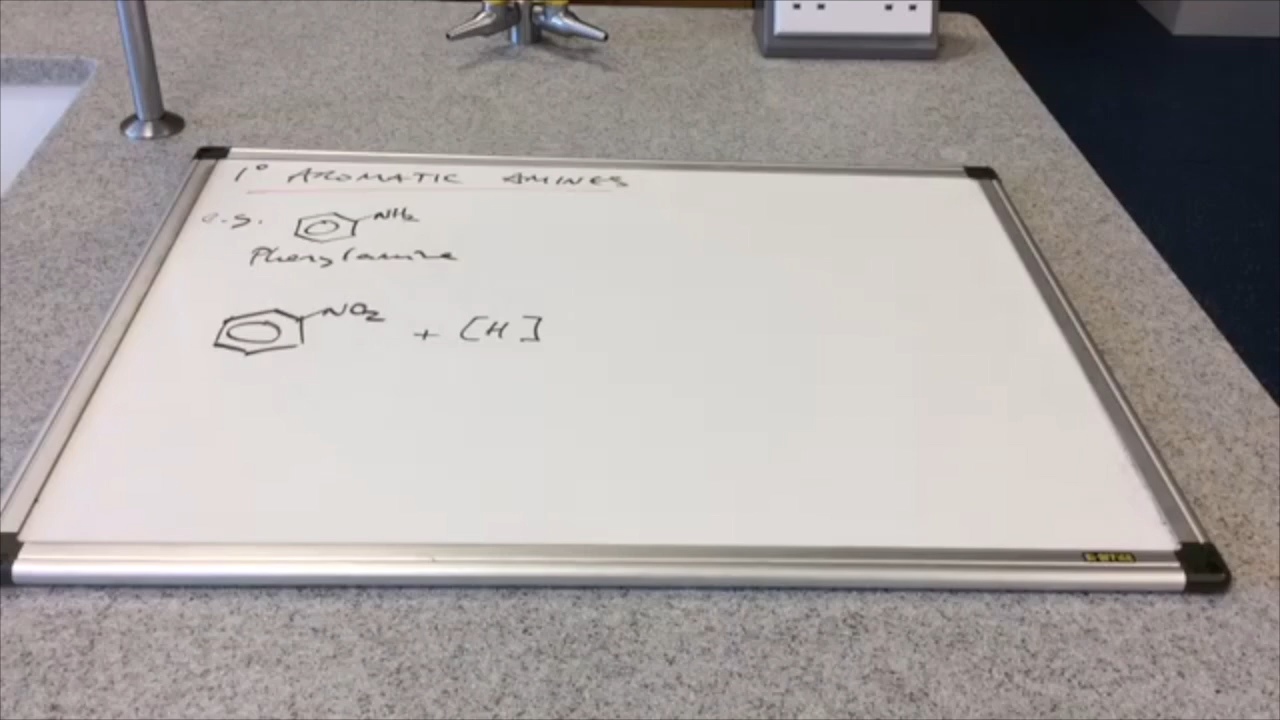 1° AROMATIC AMINES
e.g. NH₂
Phenylamine
NO₂ + [H]